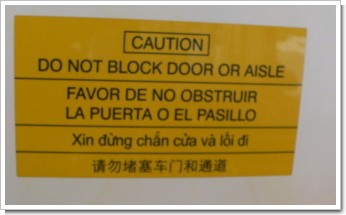 CAUTION
DO NOT BLOCK DOOR OR AISLE
FAVOR DE NO OBSTRUIR
LA PUERTA O EL PASILLO
Xin đừng chắn cửa và lối đi
请勿堵塞车门和通道